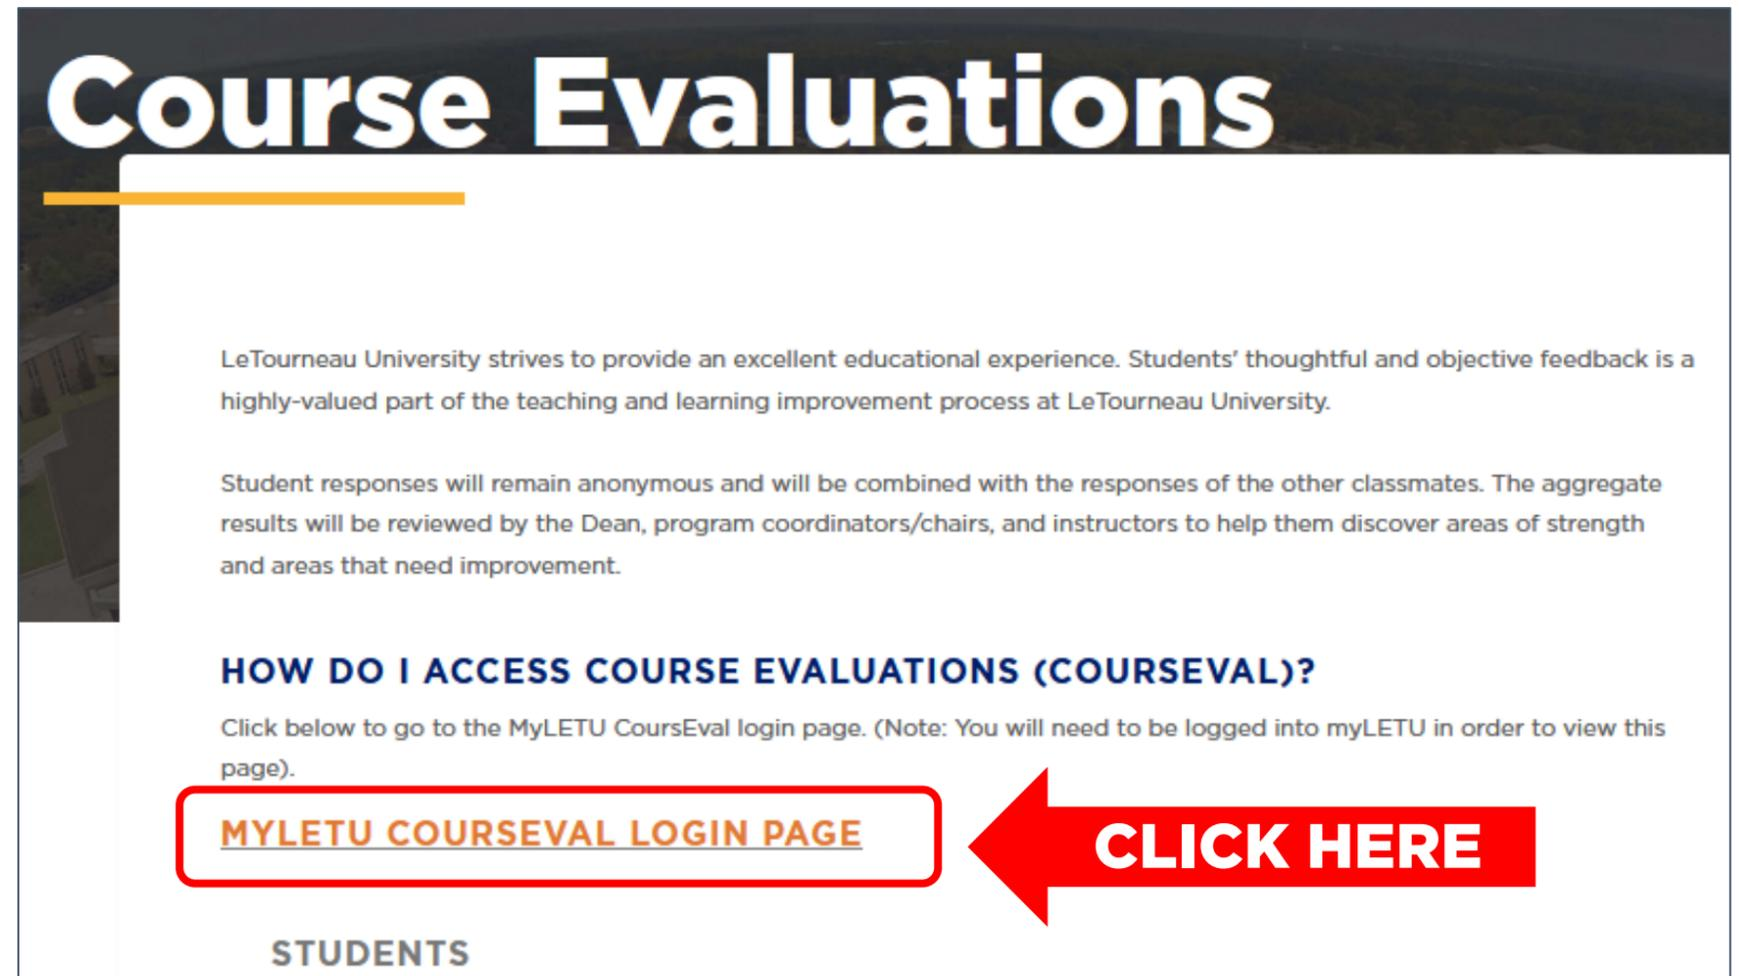 Course Evaluations
LeTourneau University strives to provide an excellent educational experience. Students' thoughtful and objective feedback is a
highly-valued part of the teaching and learning improvement process at LeTourneau University.
Student responses will remain anonymous and will be combined with the responses of the other classmates. The aggregate
results will be reviewed by the Dean, program coordinators/chairs, and instructors to help them discover areas of strength
and areas that need improvement.
HOW DO I ACCESS COURSE EVALUATIONS (COURSEVAL)?
Click below to go to the MyLETU CoursEval login page. (Note: You will need to be logged into myLETU in order to view this
page).
MYLETU COURSEVAL LOGIN PAGE
CLICK HERE
STUDENTS